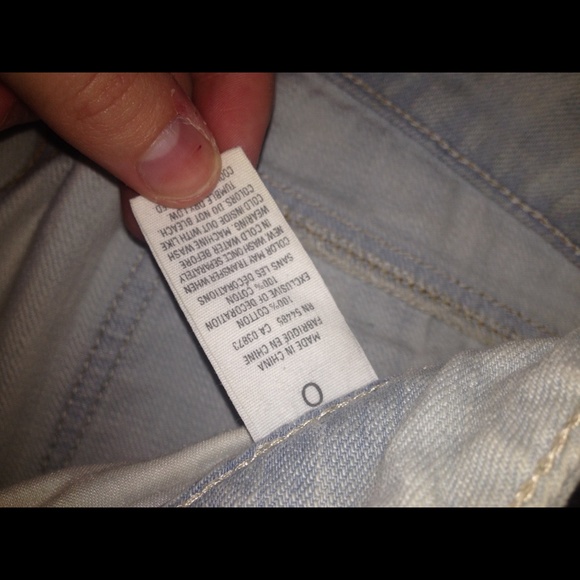 0
MADE IN CHINA
FABRIQUE EN CHINE
RN 54485 CA 03873
100% COTTON
EXCLUSIVE OF DECORATION
100% COTON
SANS LES DÉCORATIONS
COLOR MAY TRANSFER WHEN
NEW WASH ONCE SEPARATELY
IN COLD WATER BEFORE
WEARING. MACHINE WASH
COLD INSIDE OUT WITH LIKE
COLORS. DO NOT BLEACH.
TUMBLE DRY LOW.